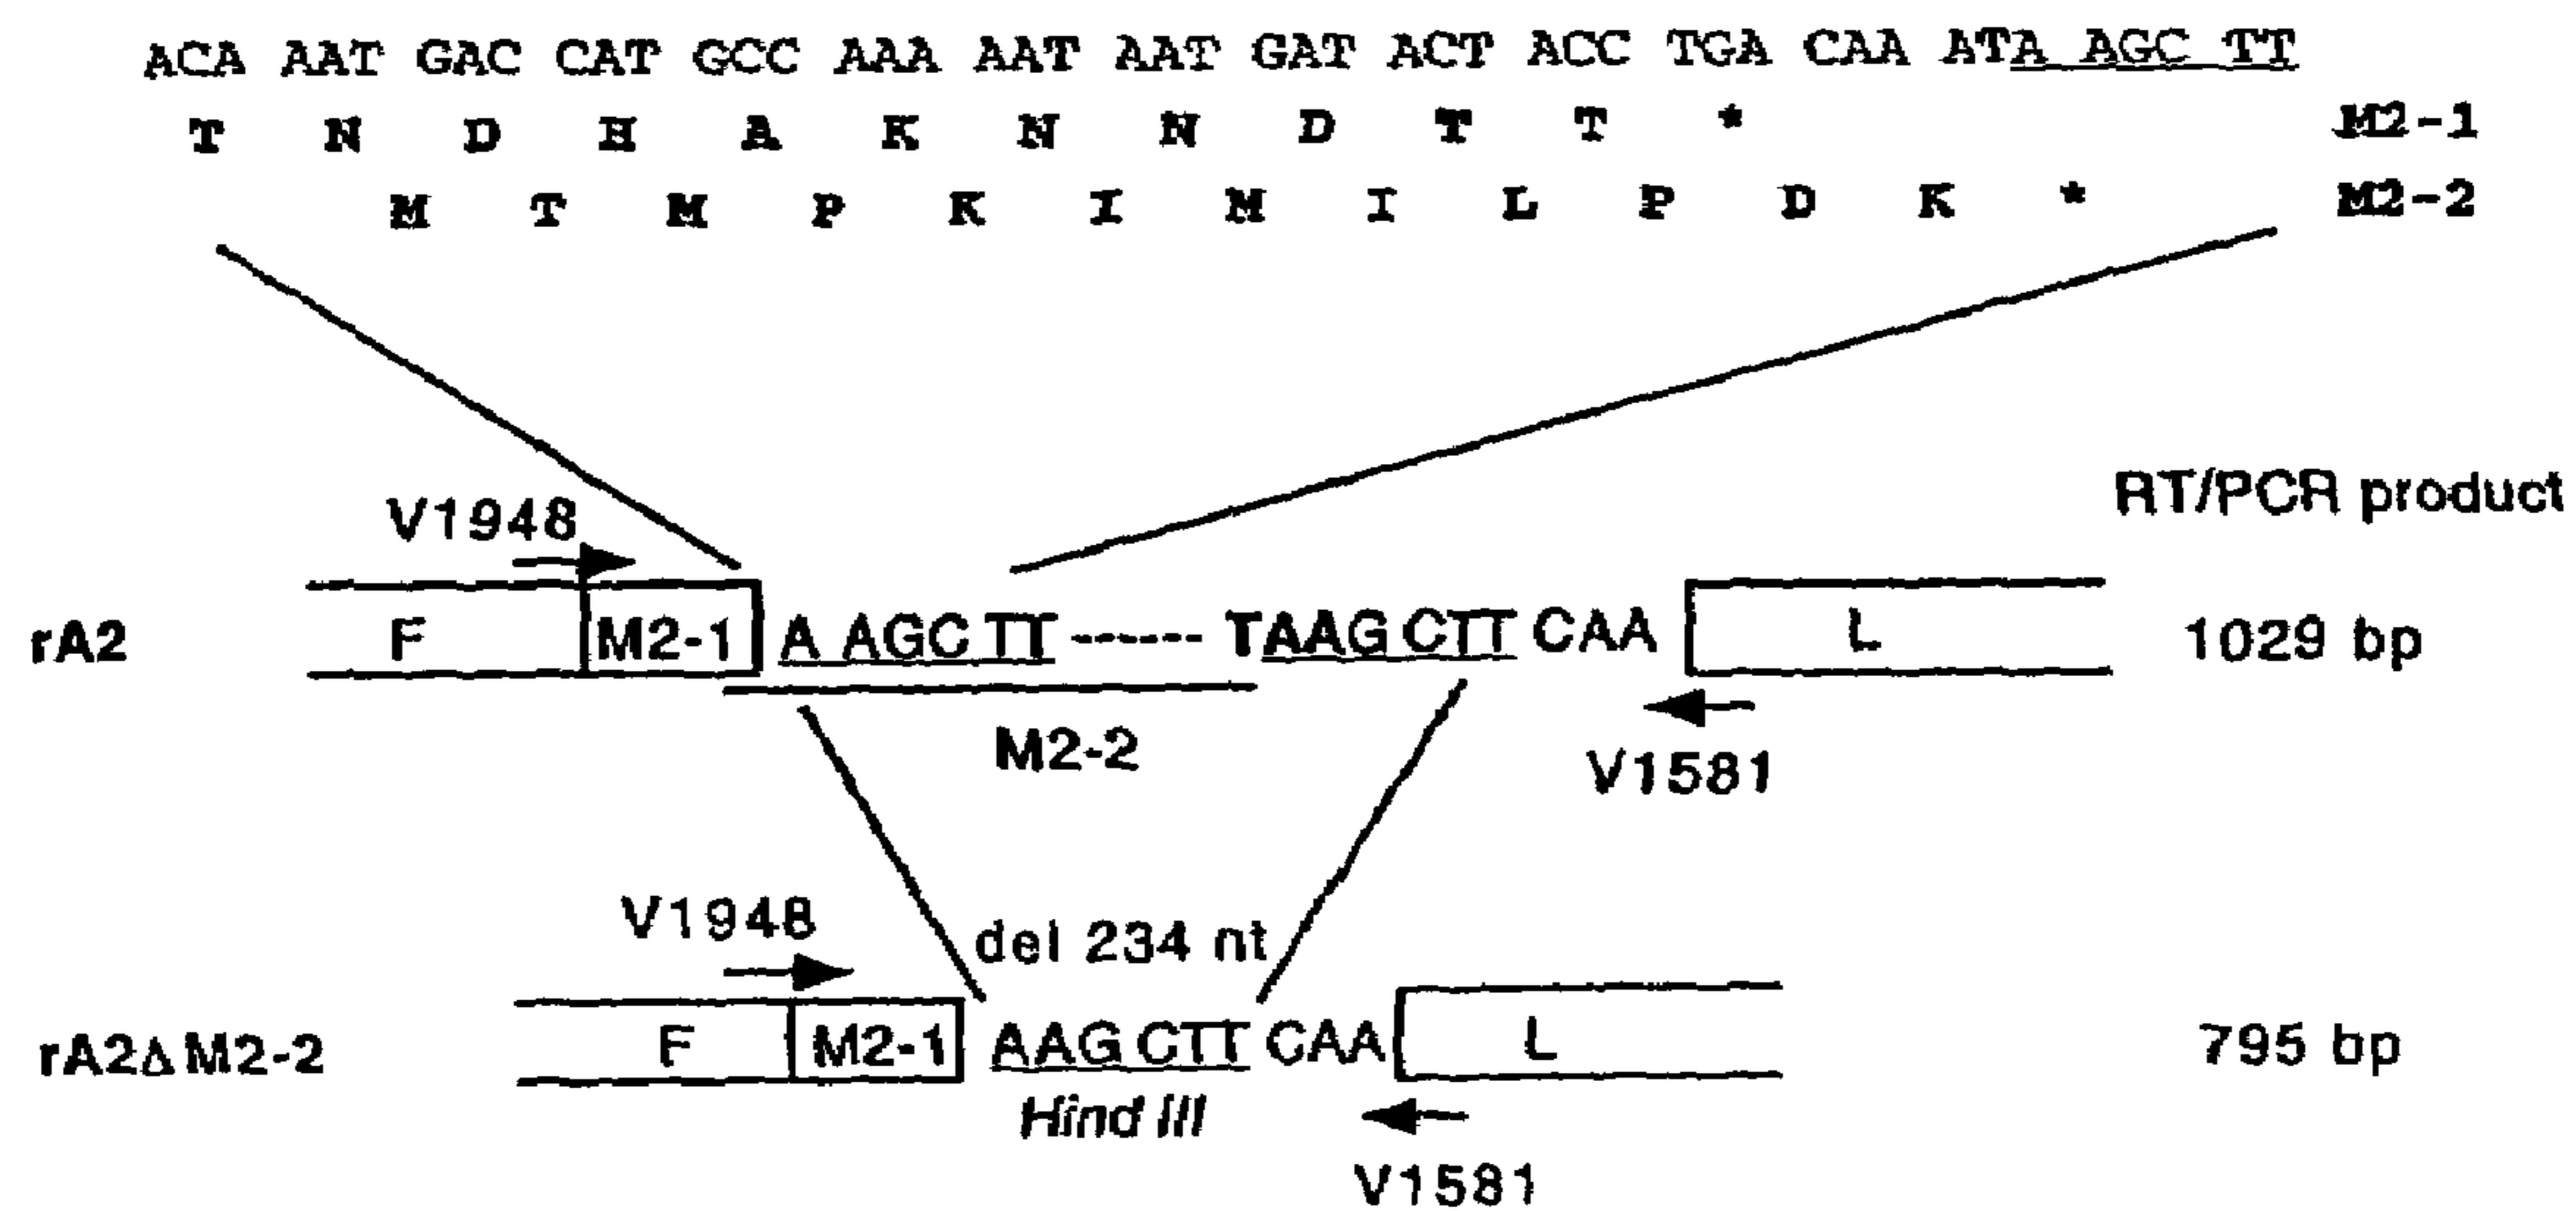 ACA AAT GAC CAT GCC AAA AAT AAT GAT ACT ACC TGA CAA ATA AGC TT
T N D H A K N N D T T * M2-1
M T M P K I M I L P D K * M2-2
RT/PCR product
V1948
rA2 F M2-1 A AGC TT ------ TAAG CTT CAA L 1029 bp
M2-2
V1581
V1948 del 234 nt
rA2Δ M2-2 F M2-1 AAG CTT CAA L 795 bp
Hind III
V1581